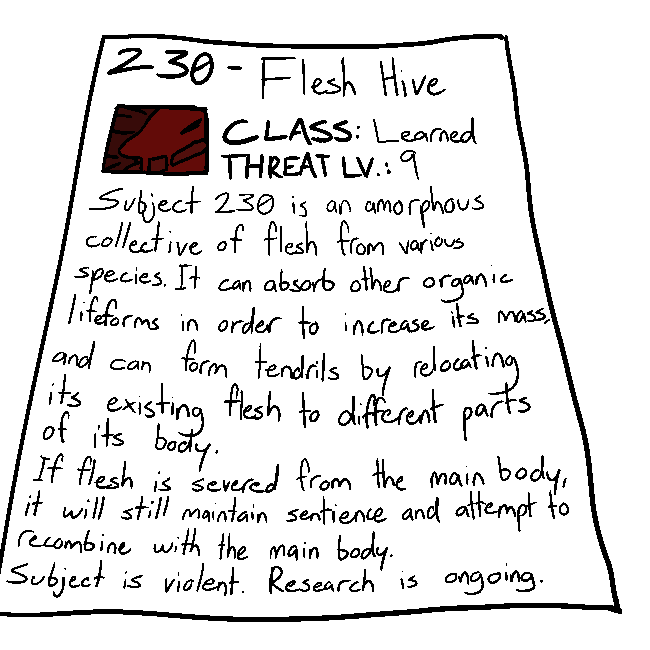 230 - Flesh Hive
CLASS: Learned
THREAT LV.: 9
Subject 230 is an amorphous
collective of flesh from various
species. It can absorb other organic
lifeforms in order to increase its mass,
and can form tendrils by relocating
its existing flesh to different parts
of its body.
If flesh is severed from the main body,
it will still maintain sentience and attempt to
recombine with the main body.
Subject is violent. Research is ongoing.